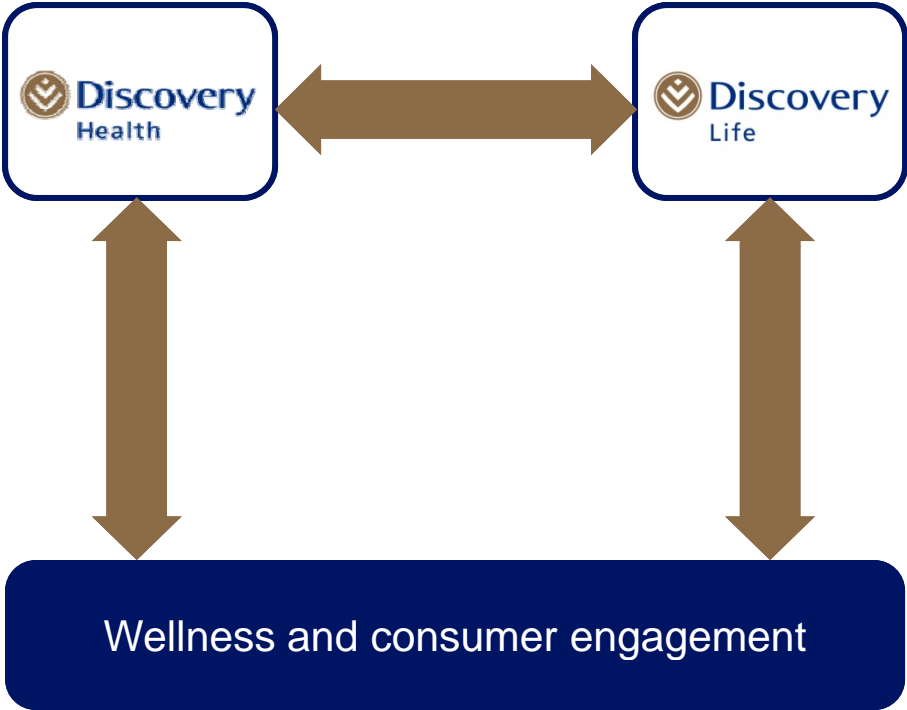 Discovery
Health
Discovery
Life
Wellness and consumer engagement